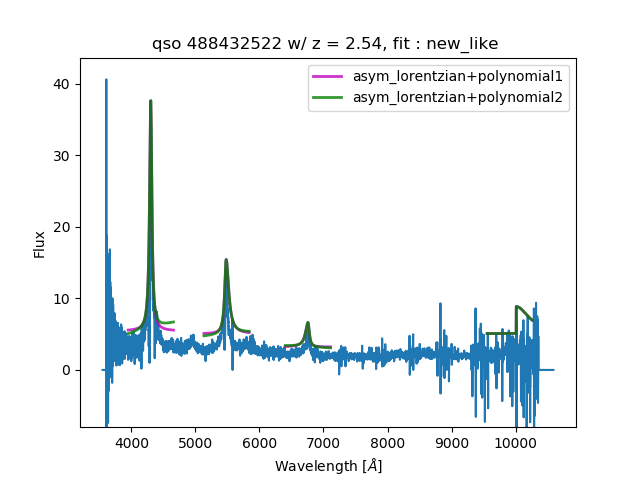 qso 488432522 w/ z = 2.54, fit : new_like
asym_lorentzian+polynomial1
asym_lorentzian+polynomial2
40
30
20
10
0
Flux
4000 5000 6000 7000 8000 9000 10000
Wavelength [Å]